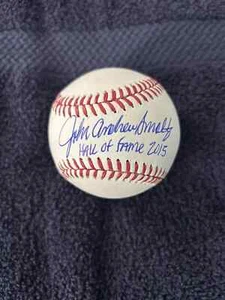 John Andrew Smoltz
HALL OF FAME 2015